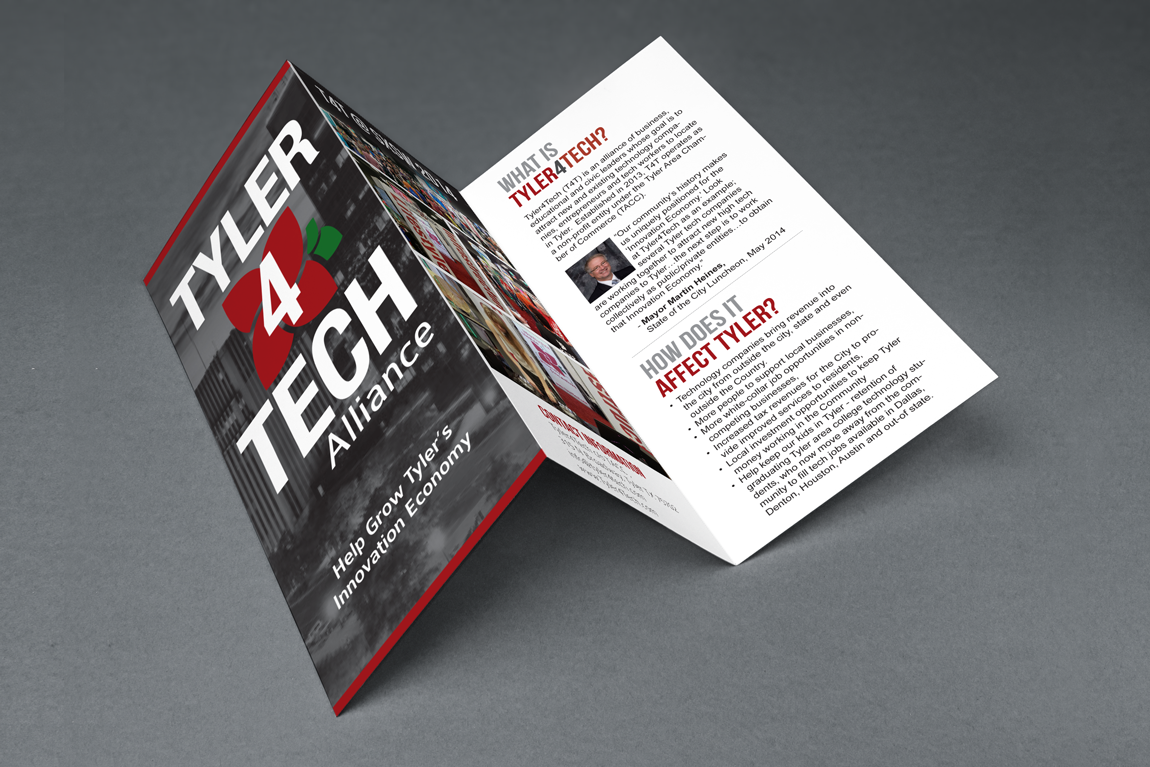 TYLER
4
TECH
Alliance
Help Grow Tyler's
Innovation Economy
T4T @ SXSW 2014
CONTACT INFORMATION
WHAT IS
TYLER4TECH?
Tyler4Tech (T4T) is an alliance of business,
educational and civic leaders whose goal is to
attract new and existing technology compa-
nies, entrepreneurs and tech workers to locate
in Tyler. Established in 2013, T4T operates as
a non-profit entity under the Tyler Area Cham-
ber of Commerce (TACC).
"Our community's history makes
us uniquely positioned for the
'Innovation Economy.' Look
at Tyler4Tech as an example;
several Tyler tech companies
are working together to attract new high tech
companies to Tyler... the next step is to work
collectively as public/private entities...to obtain
that Innovation Economy."
- Mayor Martin Heines,
State of the City Luncheon, May 2014
HOW DOES IT
AFFECT TYLER?
• Technology companies bring revenue into
the city from outside the city, state and even
outside the Country.
• More people to support local businesses,
• More white-collar job opportunities in non-
competing businesses,
• Increased tax revenues for the City to pro-
vide improved services to residents,
• Local investment opportunities to keep Tyler
money working in the Community
• Help keep our kids in Tyler - retention of
graduating Tyler area college technology stu-
dents, who now move away from the com-
munity to fill tech jobs available in Dallas,
Denton, Houston, Austin and out-of state.